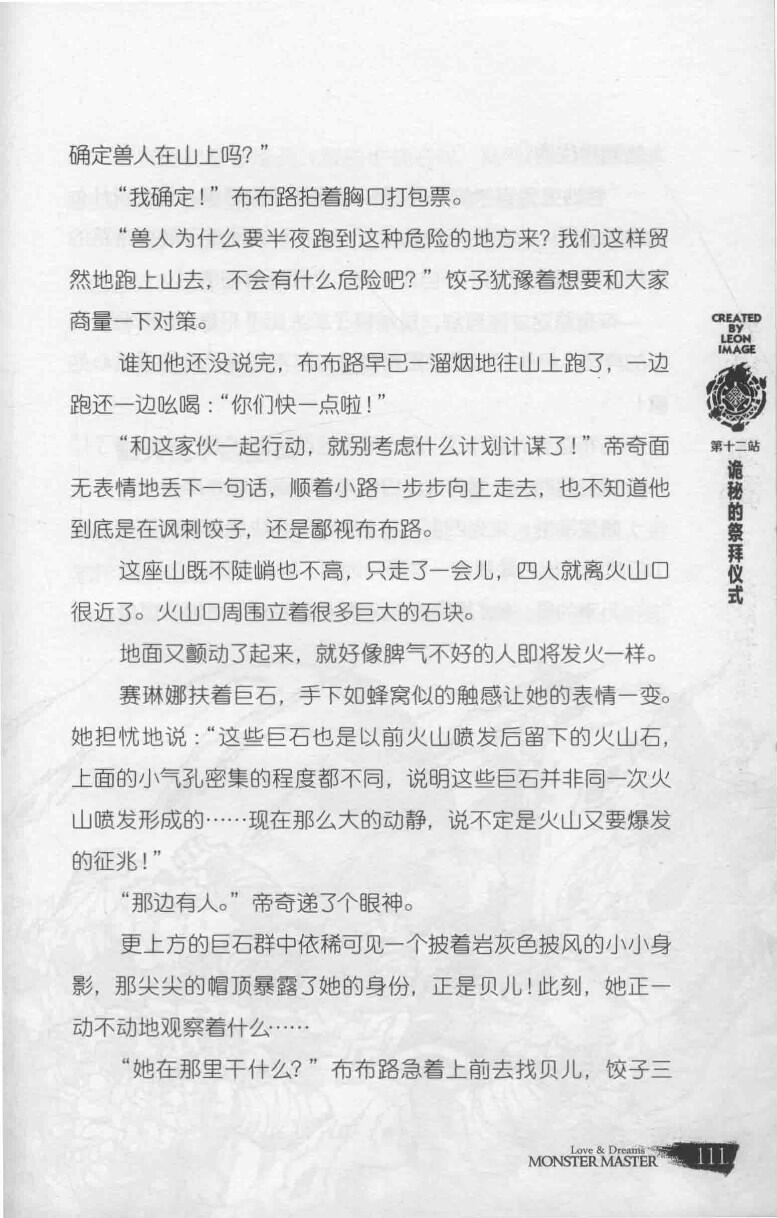 确定兽人在山上吗？”
“我确定！”布布路拍着胸口打包票。
“兽人为什么要半夜跑到这种危险的地方来？我们这样贸
然地跑上山去，不会有什么危险吧？”饺子犹豫着想要和大家
商量一下对策。
谁知他还没说完，布布路早已一溜烟地往山上跑了，一边
跑还一边吆喝：“你们快一点啦！”
“和这家伙一起行动，就别考虑什么计划计谋了！”帝奇面
无表情地丢下一句话，顺着小路一步步向上走去，也不知道他
到底是在讽刺饺子，还是鄙视布布路。
这座山既不陡峭也不高，只走了一会儿，四人就离火山口
很近了。火山口周围立着很多巨大的石块。
地面又颤动了起来，就好像脾气不好的人即将发火一样。
赛琳娜扶着巨石，手下如蜂窝似的触感让她的表情一变。
她担忧地说：“这些巨石也是以前火山喷发后留下的火山石，
上面的小气孔密集的程度都不同，说明这些巨石并非同一次火
山喷发形成的……现在那么大的动静，说不定是火山又要爆发
的征兆！”
“那边有人。”帝奇递了个眼神。
更上方的巨石群中依稀可见一个披着岩灰色披风的小小身
影，那尖尖的帽顶暴露了她的身份，正是贝儿！此刻，她正一
动不动地观察着什么……
“她在那里干什么？”布布路急着上前去找贝儿，饺子三
CREATED
BY
LEON
IMAGE
第十二站
诡秘的祭拜仪式
Love & Dreams
MONSTER MASTER
111